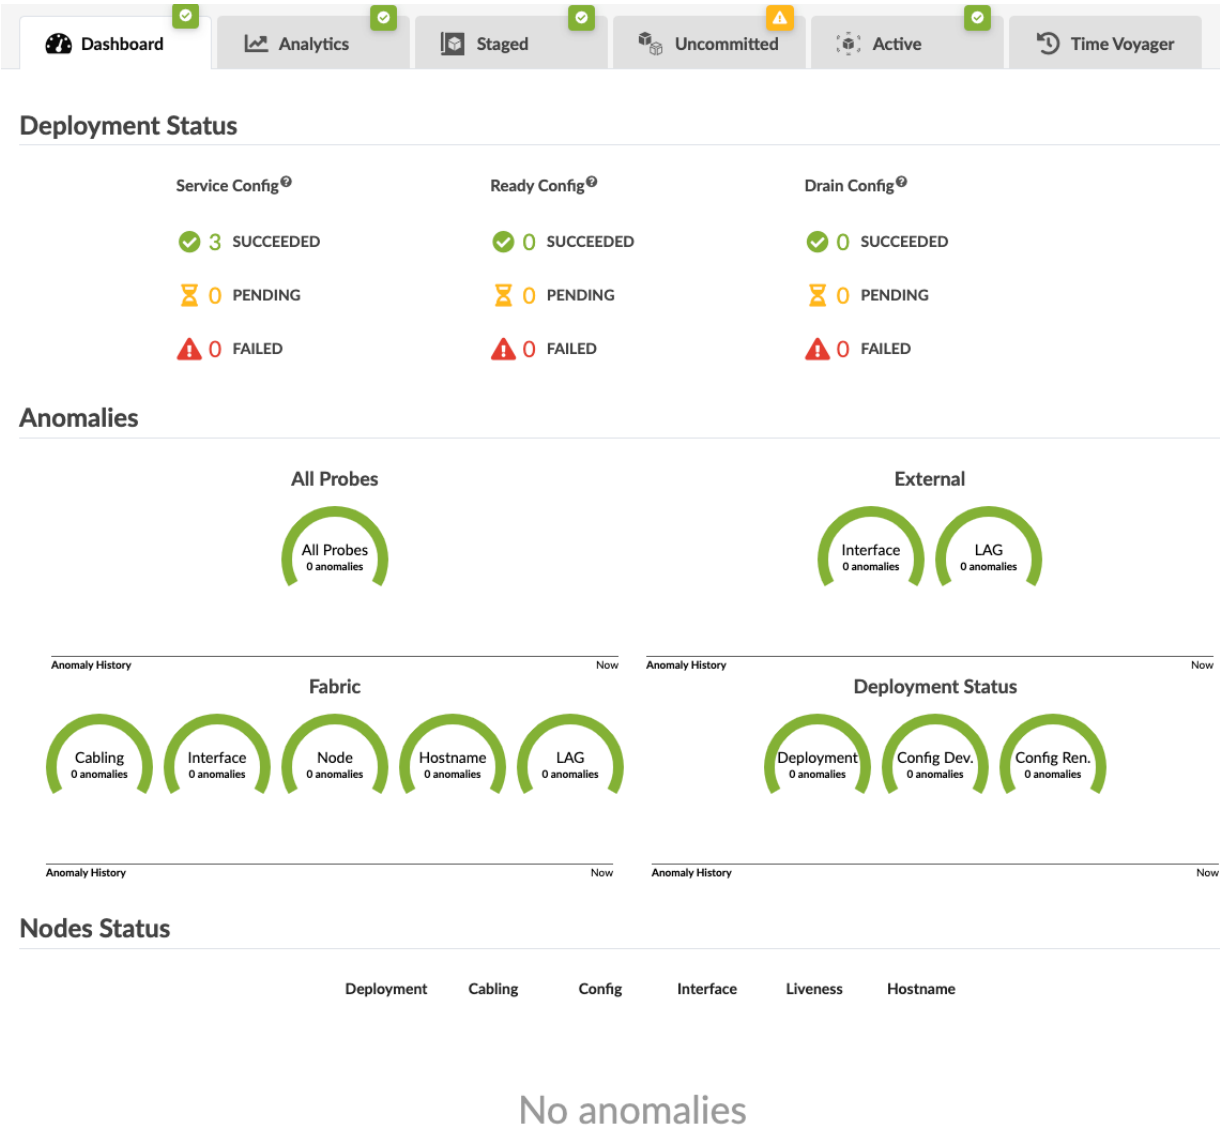 Dashboard Analytics Staged Uncommitted Active Time Voyager
Deployment Status
Service Config Ready Config Drain Config
3 SUCCEEDED 0 SUCCEEDED 0 SUCCEEDED
0 PENDING 0 PENDING 0 PENDING
0 FAILED 0 FAILED 0 FAILED
Anomalies
All Probes External
All Probes Interface LAG
0 anomalies 0 anomalies 0 anomalies
Anomaly History Now Anomaly History Now
Fabric Deployment Status
Cabling Interface Node Hostname LAG Deployment Config Dev. Config Ren.
0 anomalies 0 anomalies 0 anomalies 0 anomalies 0 anomalies 0 anomalies 0 anomalies 0 anomalies
Anomaly History Now Anomaly History Now
Nodes Status
Deployment Cabling Config Interface Liveness Hostname
No anomalies